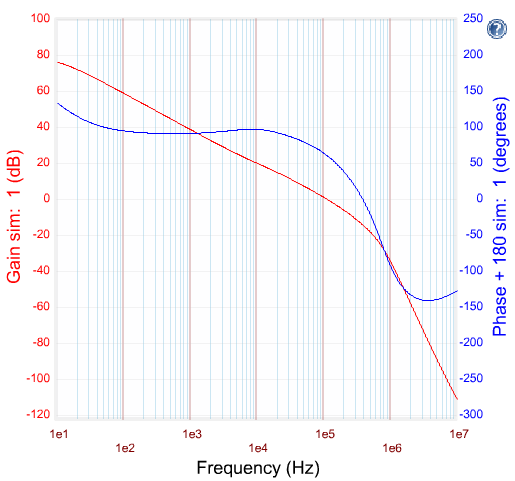 100
80
60
40
20
0
-20
-40
-60
-80
-100
-120
Gain sim: 1 (dB)
250
200
150
100
50
0
-50
-100
-150
-200
-250
-300
Phase + 180 sim: 1 (degrees)
?
1e1
1e2
1e3
1e4
1e5
1e6
1e7
Frequency (Hz)